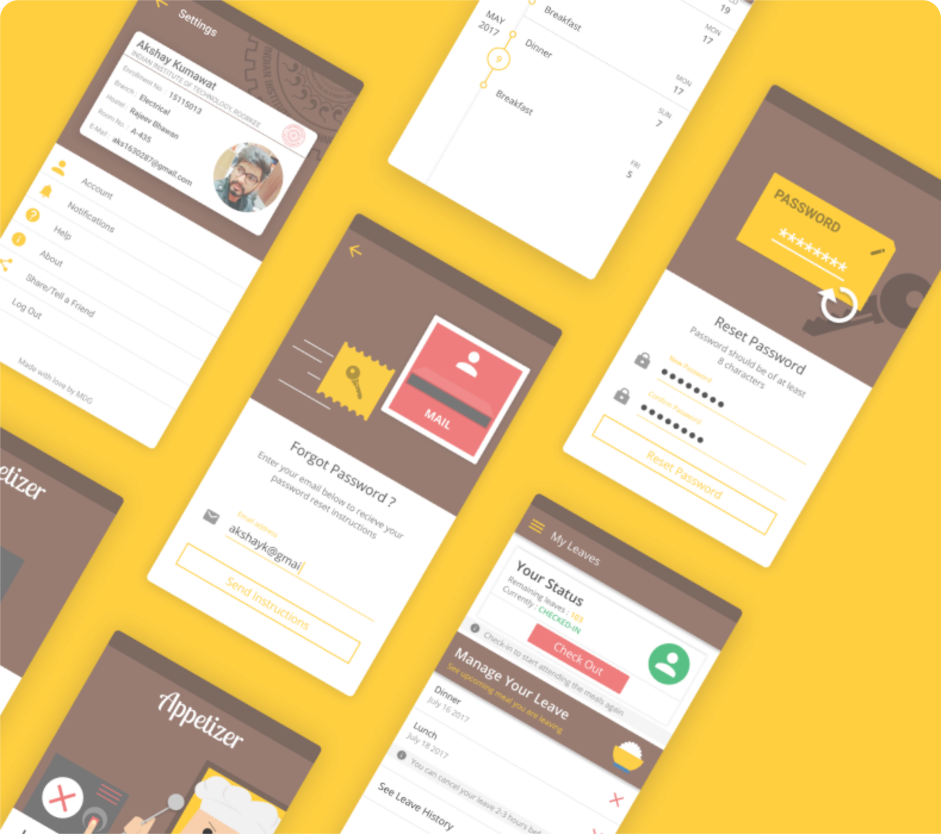 Settings
Akshay Kumawat
INDIAN INSTITUTE OF TECHNOLOGY, ROORKEE
Enrollment No. : 15115013
Branch : Electrical
Hostel : Rajeev Bhawan
Room No. : A-435
E-Mail : aks1630287@gmail.com
Account
Notifications
Help
About
Share/Tell a Friend
Log Out
Made with love by MDG
19
Breakfast
MON
17
MAY
2017
9
Dinner
MON
17
Breakfast
SUN
7
FRI
5
PASSWORD
********
Reset Password
Password should be of at least
8 characters
New Password
••••••••
Confirm Password
••••••••
Reset Password
MAIL
Forgot Password ?
Enter your email below to recieve your
password reset instructions
Email address
akshayk@gmai
Send Instructions
My Leaves
Your Status
Remaining leaves : 103
Currently : CHECKED-IN
Check Out
Check-in to start attending the meals again
Manage Your Leave
See upcoming meal you are leaving
Dinner
July 16 2017
Lunch
July 18 2017
You can cancel your leave 2-3 hours
See Leave History
etizer
Appetizer